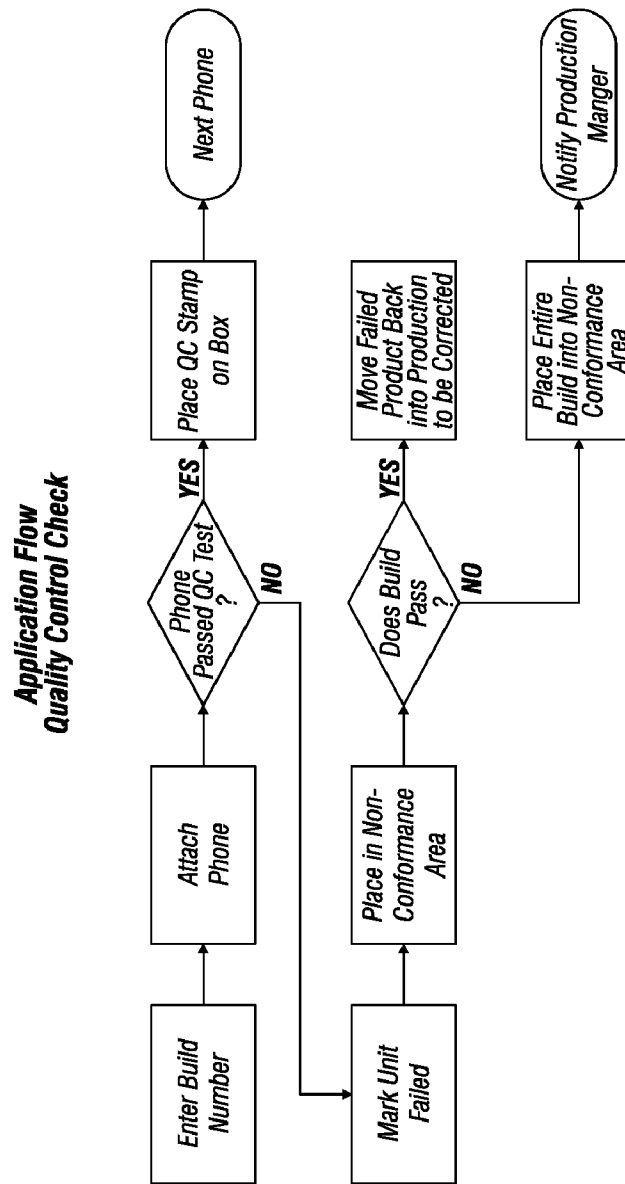 Application Flow
Quality Control Check
Enter Build
Number
Attach
Phone
Phone
Passed QC Test
?
YES
NO
Place QC Stamp
on Box
Next Phone
Mark Unit
Failed
Place in Non-
Conformance
Area
Does Build
Pass
?
YES
NO
Move Failed
Product Back
into Production
to be Corrected
Place Entire
Build into Non-
Conformance
Area
Notify Production
Manger